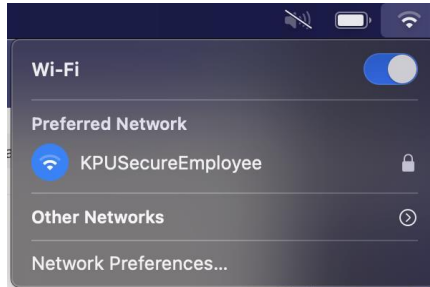 Wi-Fi
Preferred Network
KPUSecureEmployee
Other Networks
Network Preferences...